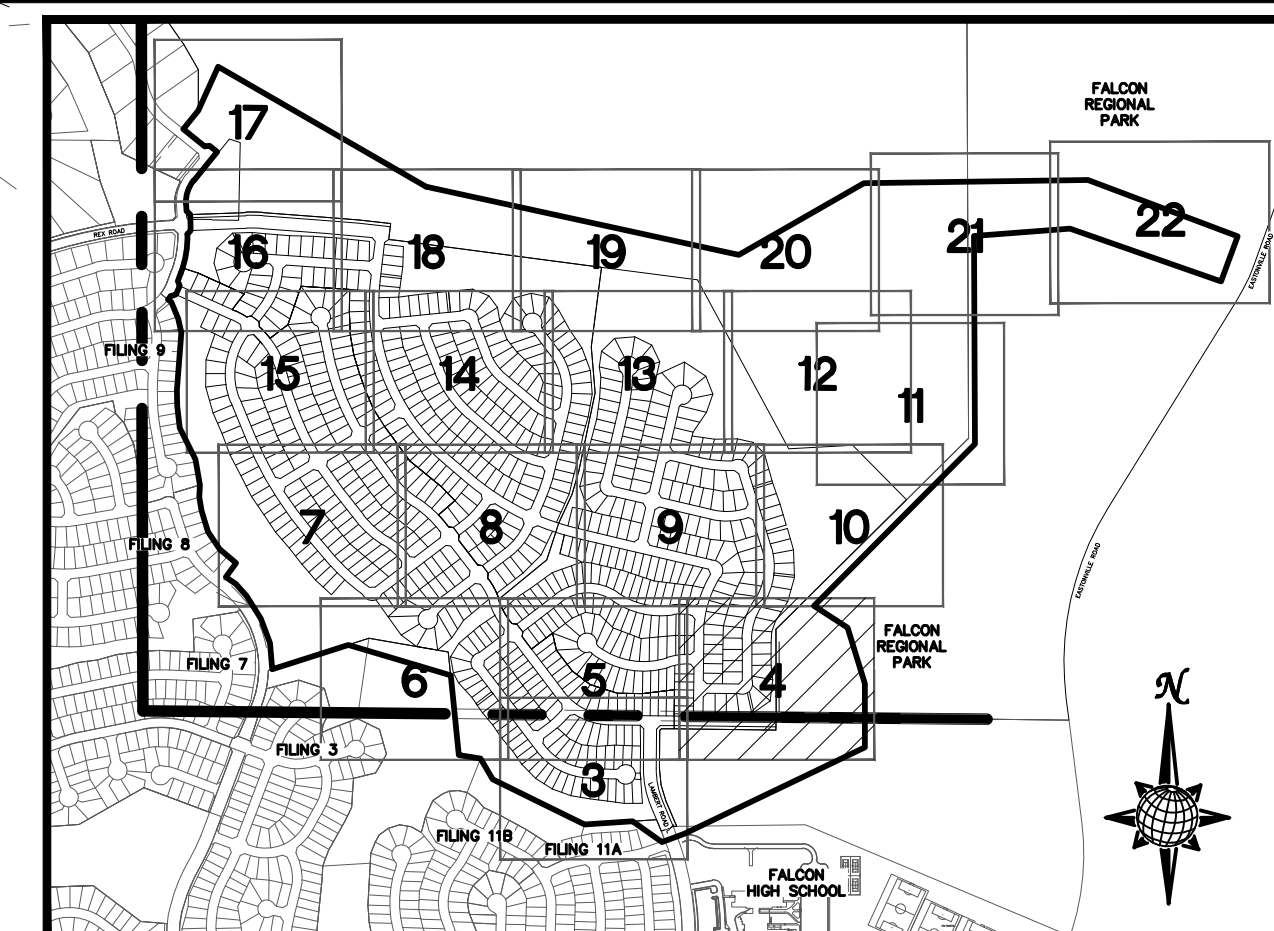 FALCON
REGIONAL
PARK
17
22
21
REX ROAD
16
18
19
20
EASTONVILLE ROAD
FILING 9
15
14
13
12
11
7
8
9
10
FILING 8
EASTONVILLE ROAD
FALCON
REGIONAL
PARK
FILING 7
6
5
4
N
FILING 3
3
LAMBERT ROAD
FILING 11B
FILING 11A
FALCON
HIGH SCHOOL